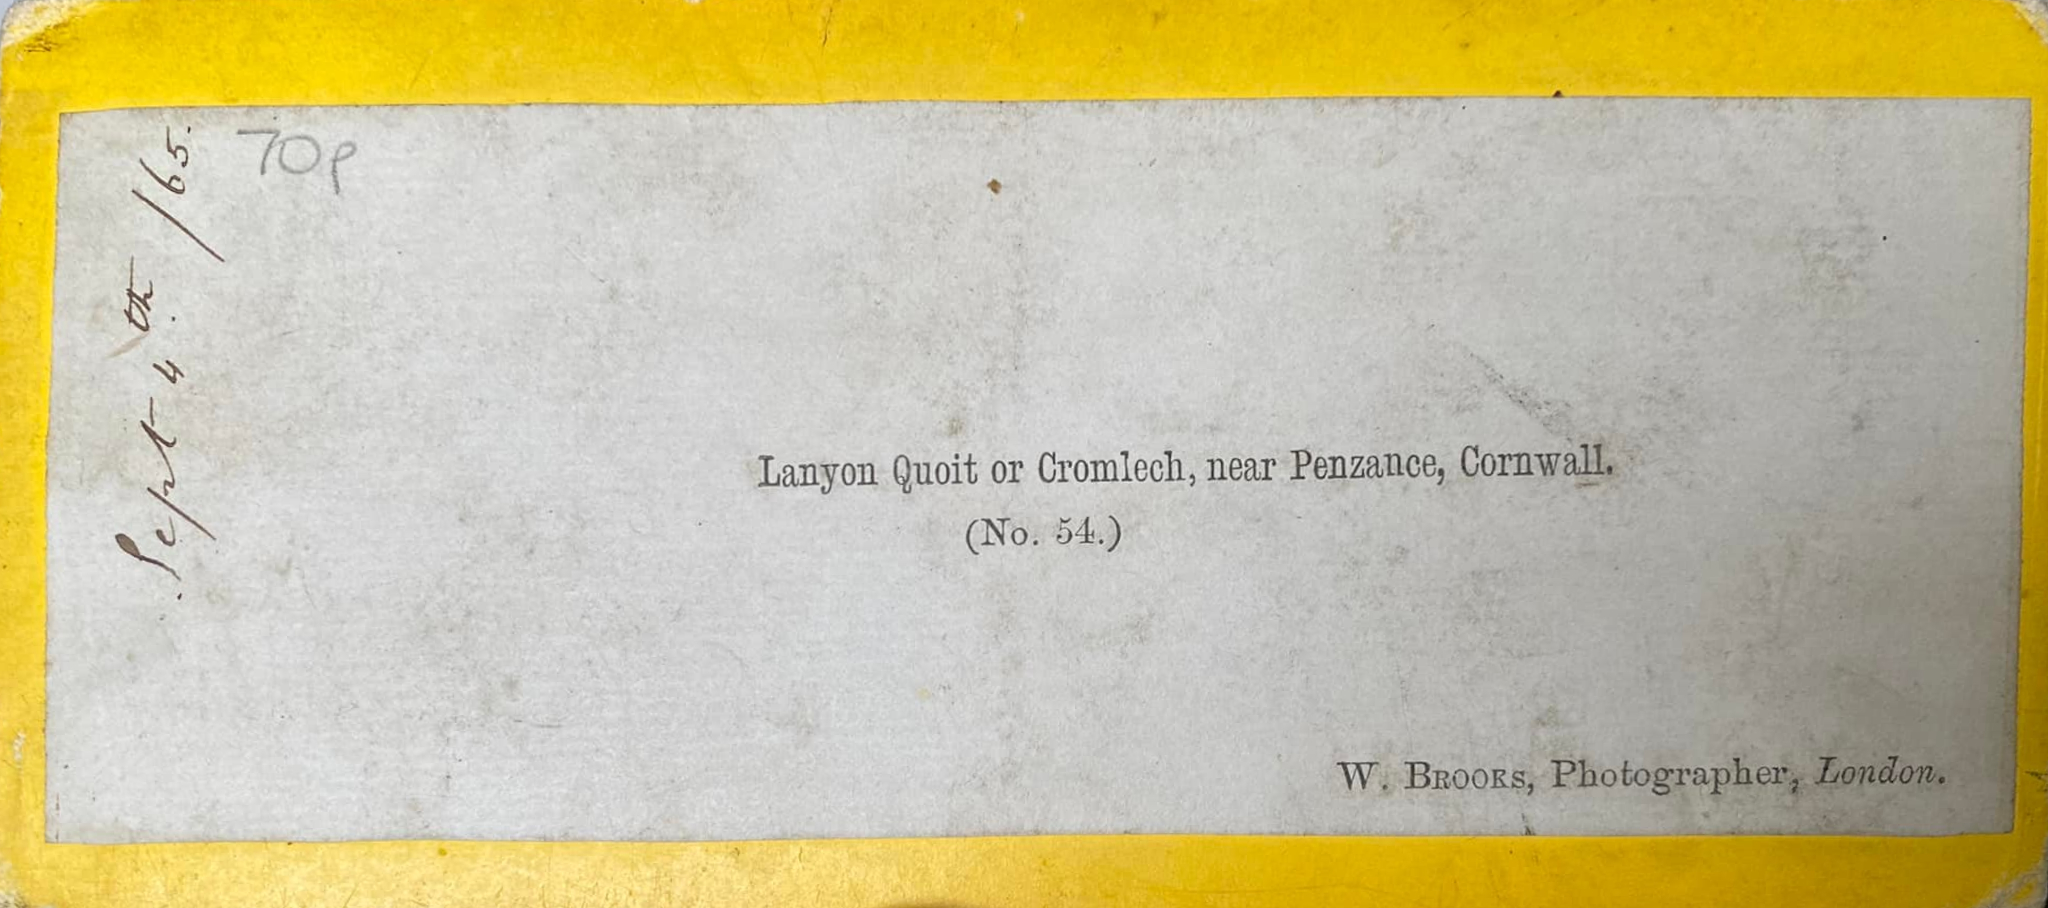 Sept 4th /65.
70p
Lanyon Quoit or Cromlech, near Penzance, Cornwall.
(No. 54.)
W. BROOKS, Photographer, London.